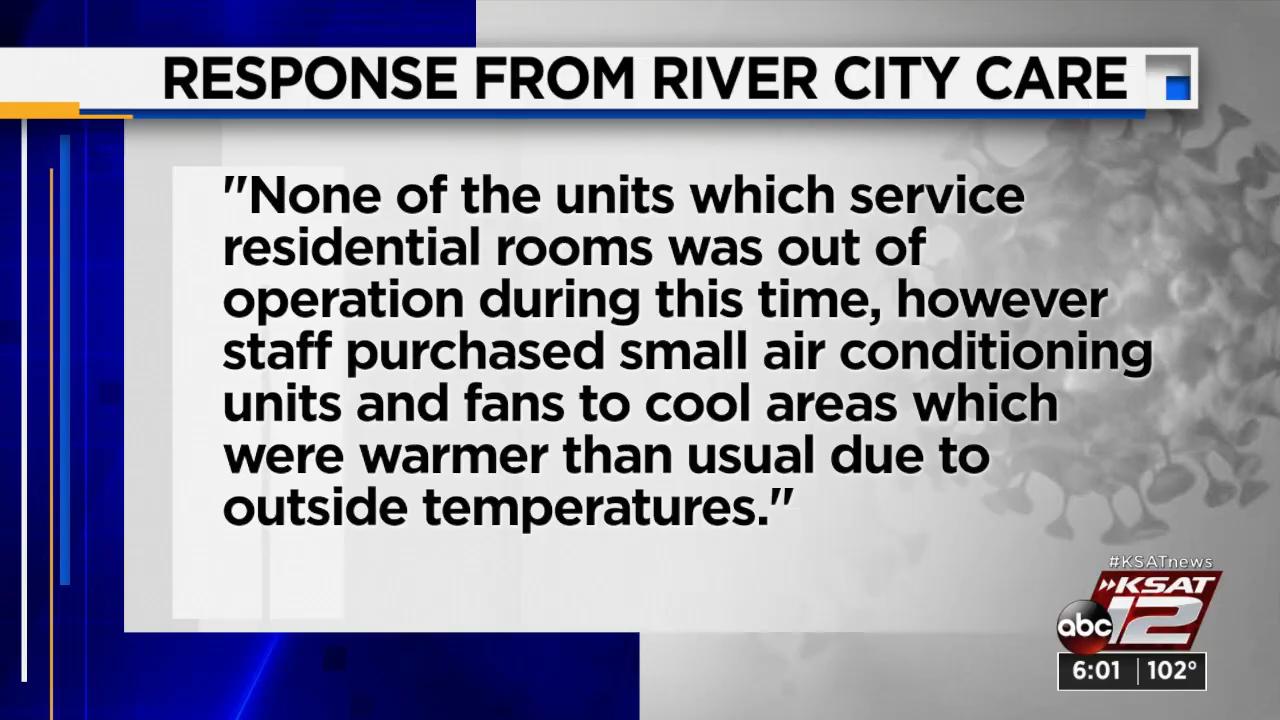 RESPONSE FROM RIVER CITY CARE
"None of the units which service
residential rooms was out of
operation during this time, however
staff purchased small air conditioning
units and fans to cool areas which
were warmer than usual due to
outside temperatures."
#KSATnews
KSAT
abc 12
6:01 102°